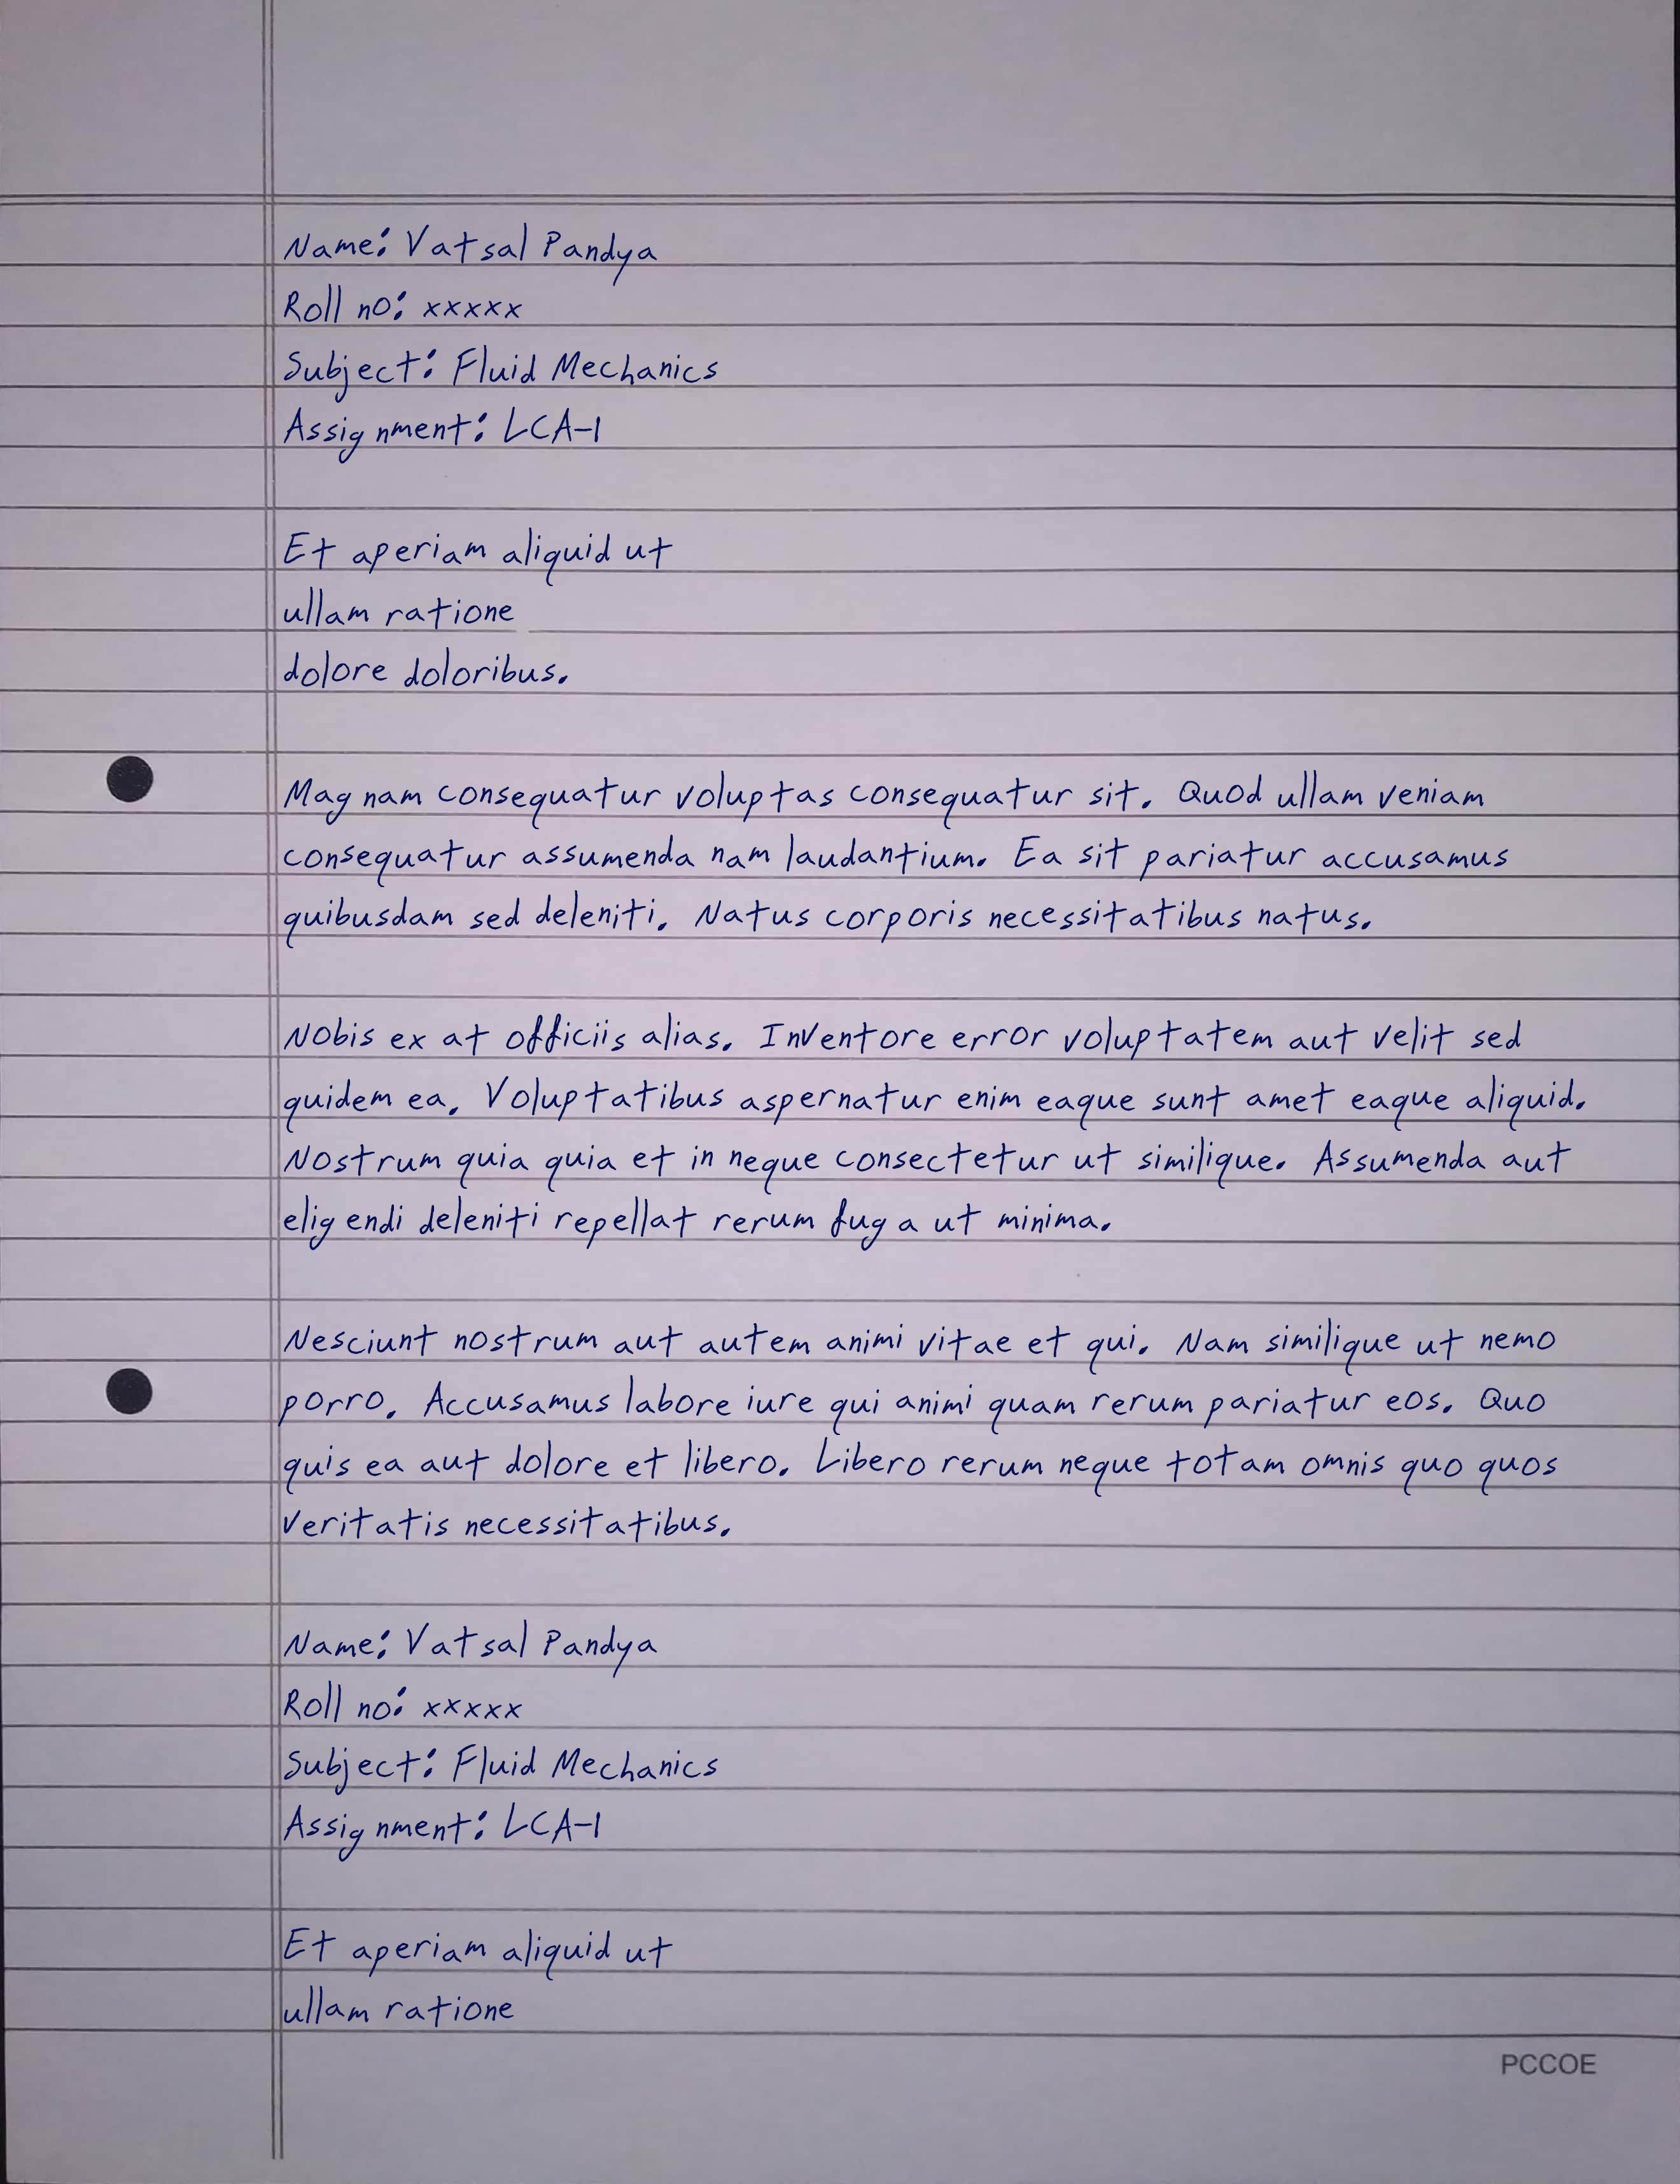 Name: Vatsal Pandya
Roll no: xxxxx
Subject: Fluid Mechanics
Assignment: LCA-1
Et aperiam aliquid ut
ullam ratione
dolore doloribus.
Magnam consequatur voluptas consequatur sit. Quod ullam veniam
consequatur assumenda nam laudantium. Ea sit pariatur accusamus
quibusdam sed deleniti. Natus corporis necessitatibus natus.
Nobis ex at officiis alias. Inventore error voluptatem aut velit sed
quidem ea. Voluptatibus aspernatur enim eaque sunt amet eaque aliquid.
Nostrum quia quia et in neque consectetur ut similique. Assumenda aut
eligendi deleniti repellat rerum fuga ut minima.
Nesciunt nostrum aut autem animi vitae et qui. Nam similique ut nemo
porro. Accusamus labore iure qui animi quam rerum pariatur eos. Quo
quis ea aut dolore et libero. Libero rerum neque totam omnis quo quos
veritatis necessitatibus.
Name: Vatsal Pandya
Roll no: xxxxx
Subject: Fluid Mechanics
Assignment: LCA-1
Et aperiam aliquid ut
ullam ratione
PCCOE